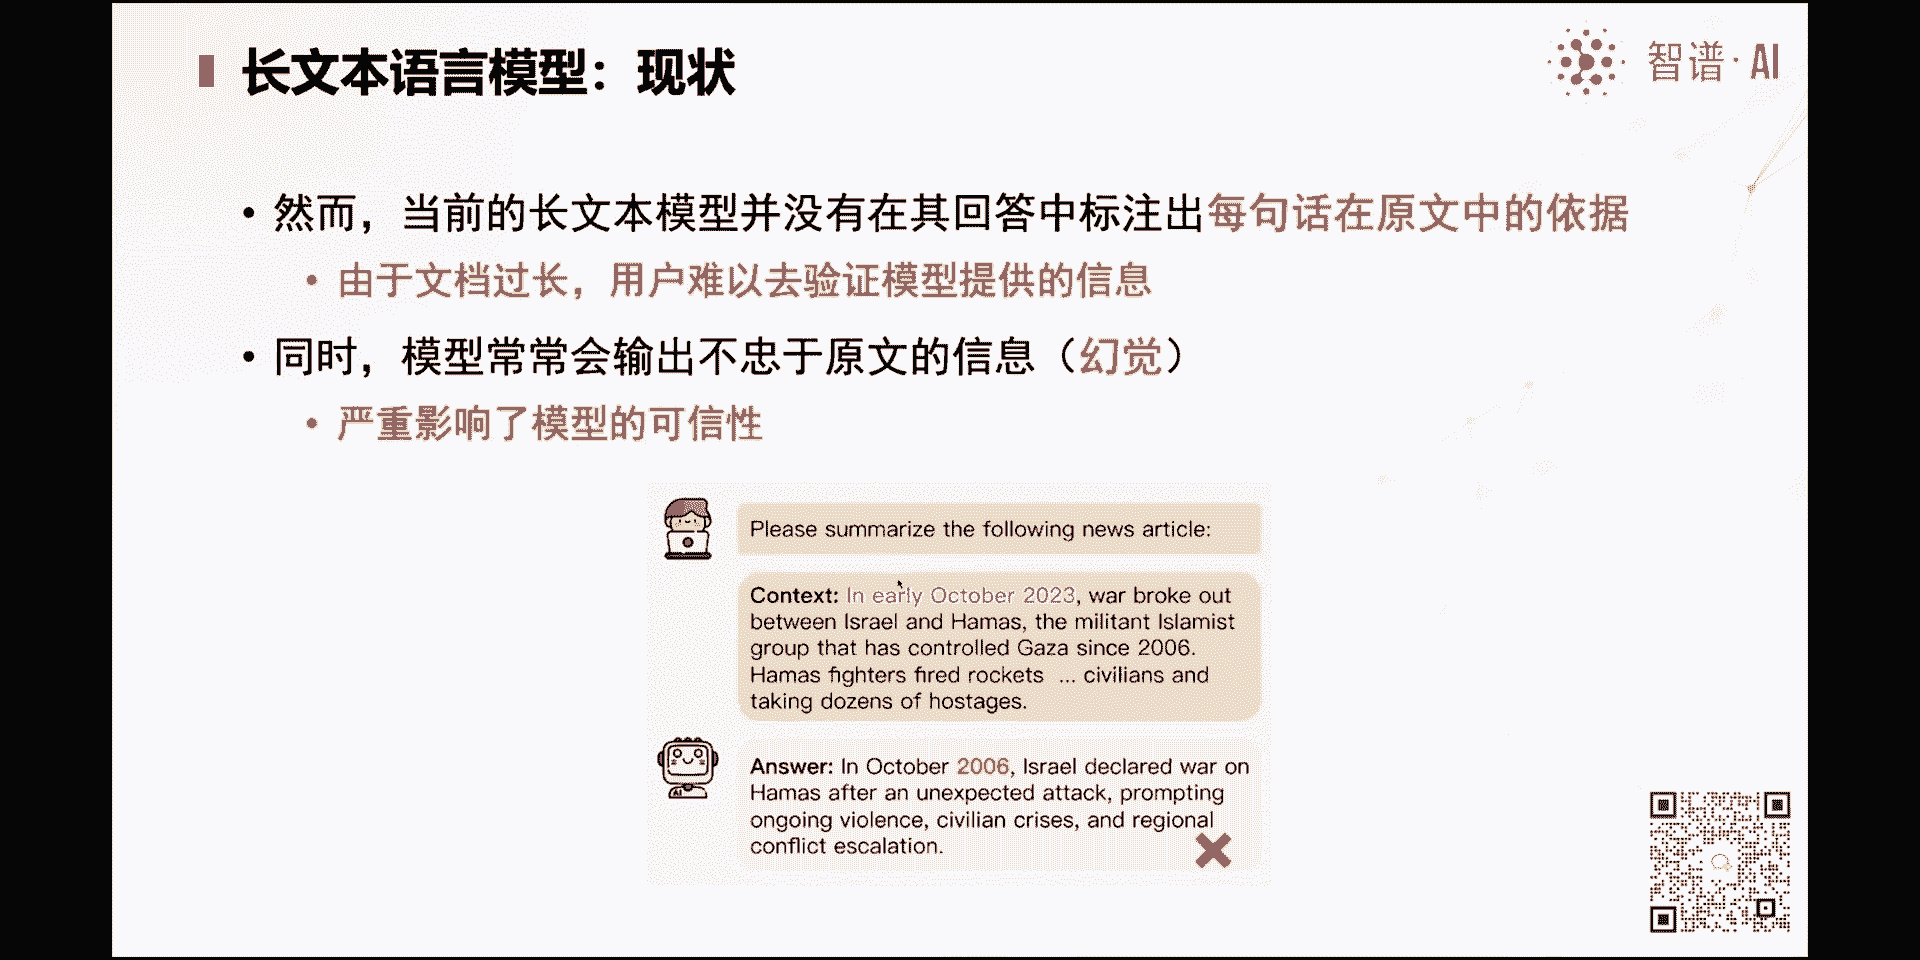 长文本语言模型：现状
智谱·AI
• 然而，当前的长文本模型并没有在其回答中标注出每句话在原文中的依据
• 由于文档过长，用户难以去验证模型提供的信息
• 同时，模型常常会输出不忠于原文的信息（幻觉）
• 严重影响了模型的可信性
Please summarize the following news article:
Context: In early October 2023, war broke out
between Israel and Hamas, the militant Islamist
group that has controlled Gaza since 2006.
Hamas fighters fired rockets ... civilians and
taking dozens of hostages.
Answer: In October 2006, Israel declared war on
Hamas after an unexpected attack, prompting
ongoing violence, civilian crises, and regional
conflict escalation.
AI